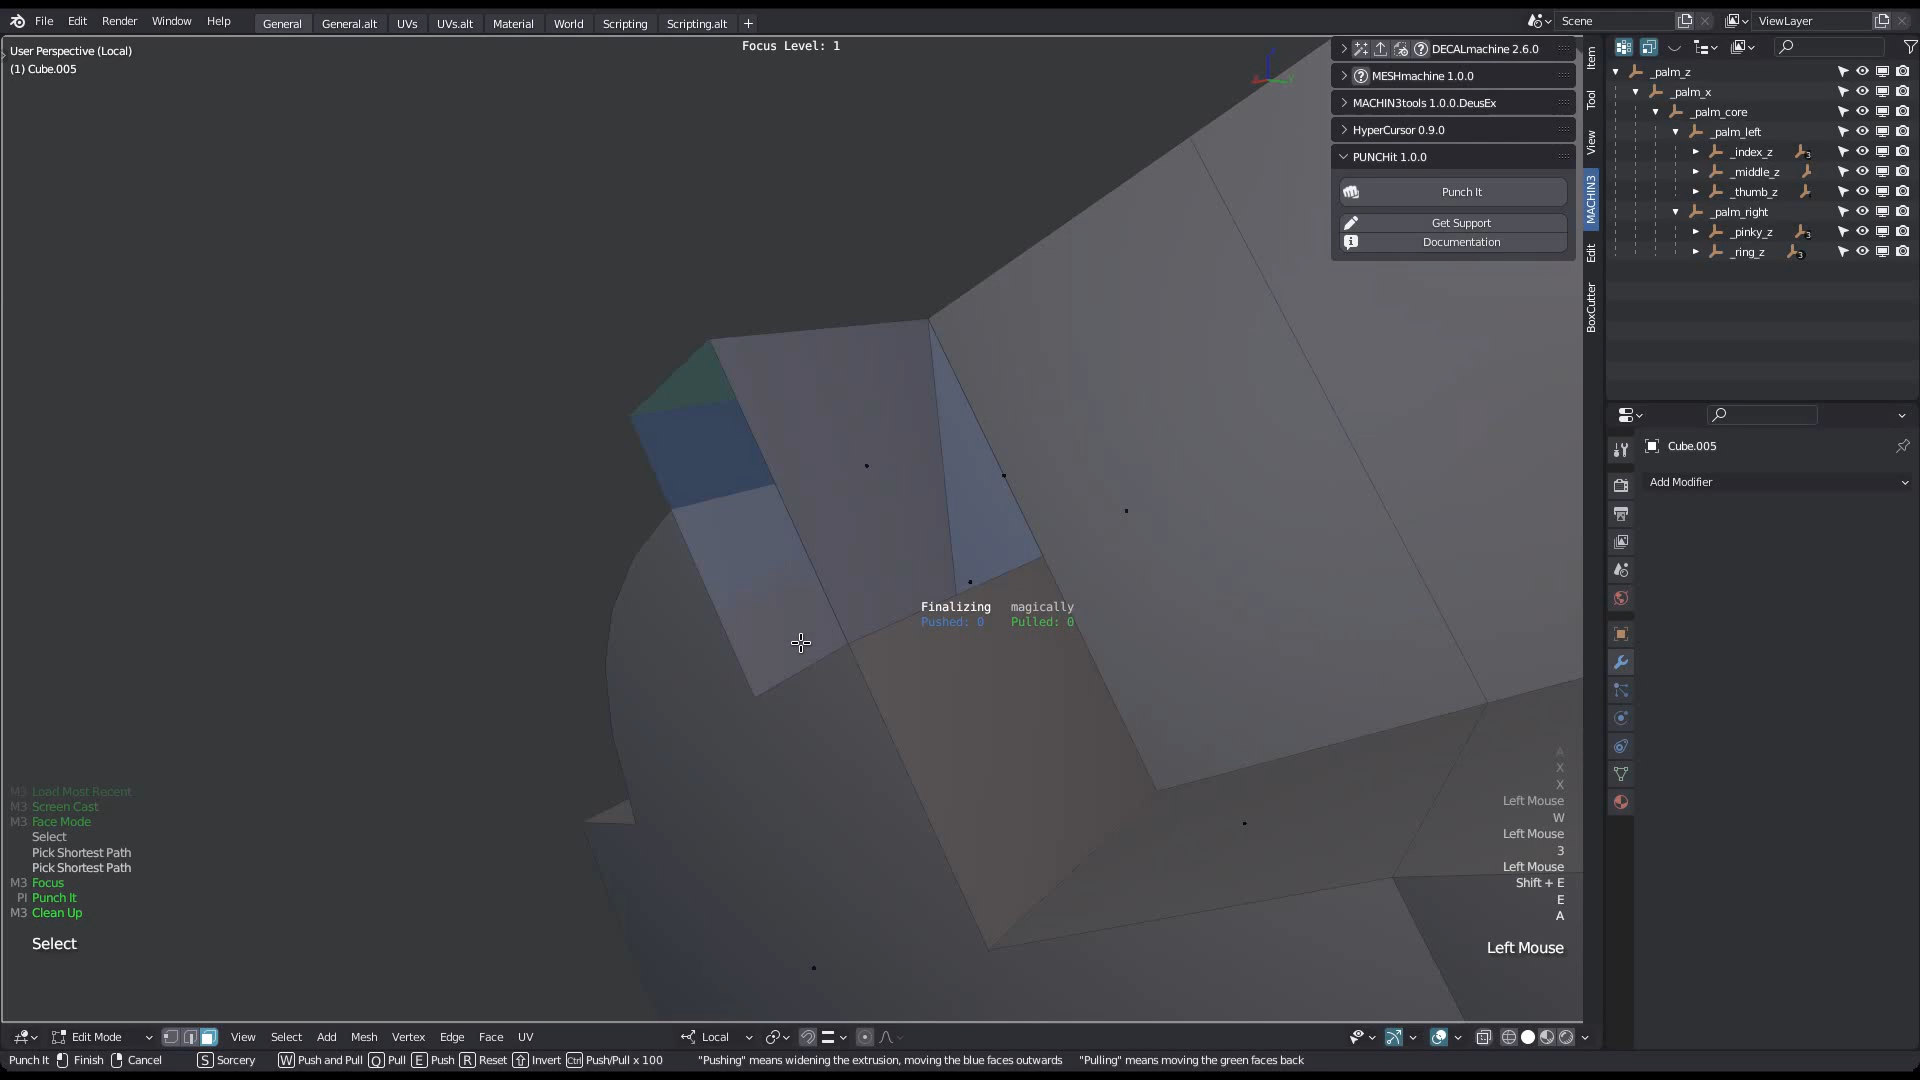 File Edit Render Window Help General General.alt UVs UVs.alt Material World Scripting Scripting.alt + Scene ViewLayer
User Perspective (Local)
(1) Cube.005
Focus Level: 1
DECALmachine 2.6.0
MESHmachine 1.0.0
MACHIN3tools 1.0.0.DeusEx
HyperCursor 0.9.0
PUNCHit 1.0.0
Punch It
Get Support
Documentation
Item
Tool
View
MACHIN3
Edit
BoxCutter
_palm_z
_palm_x
_palm_core
_palm_left
_index_z 3
_middle_z
_thumb_z
_palm_right
_pinky_z 3
_ring_z 3
Cube.005
Add Modifier
Finalizing magically
Pushed: 0 Pulled: 0
M3 Load Most Recent
M3 Screen Cast
M3 Face Mode
Select
Pick Shortest Path
Pick Shortest Path
M3 Focus
PI Punch It
M3 Clean Up
Select
A
X
X
Left Mouse
W
Left Mouse
3
Left Mouse
Shift + E
E
A
Left Mouse
Edit Mode View Select Add Mesh Vertex Edge Face UV Local
Punch It Finish Cancel S Sorcery W Push and Pull Q Pull E Push R Reset Invert Ctrl Push/Pull x 100 "Pushing" means widening the extrusion, moving the blue faces outwards "Pulling" means moving the green faces back